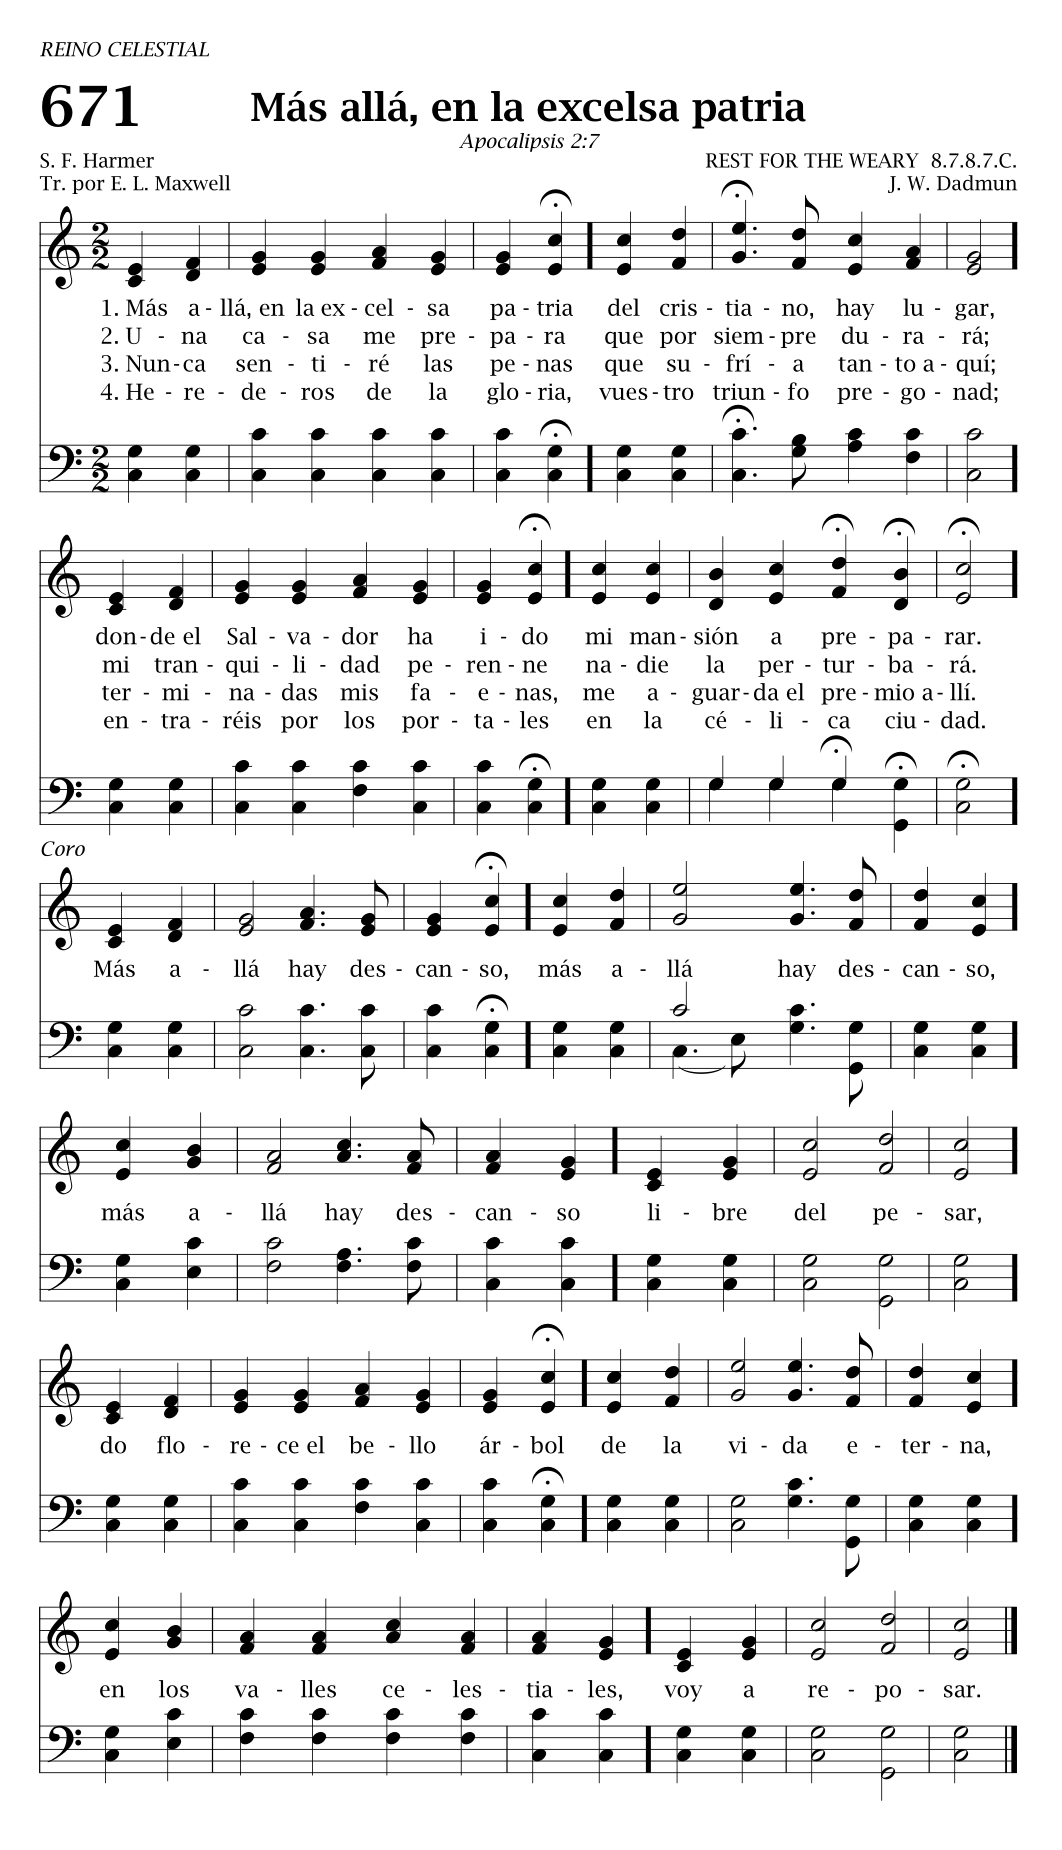 REINO CELESTIAL
671
Más allá, en la excelsa patria
Apocalipsis 2:7
S. F. Harmer
REST FOR THE WEARY 8.7.8.7.C.
Tr. por E. L. Maxwell
J. W. Dadmun
1. Más a - llá, en la ex - cel - sa pa - tria del cris - tia - no, hay lu - gar,
2. U - na ca - sa me pre - pa - ra que por siem - pre du - ra - rá;
3. Nun - ca sen - ti - ré las pe - nas que su - frí - a tan - to a - quí;
4. He - re - de - ros de la glo - ria, vues - tro triun - fo pre - go - nad;
don - de el Sal - va - dor ha i - do mi man - sión a pre - pa - rar.
mi tran - qui - li - dad pe - ren - ne na - die la per - tur - ba - rá.
ter - mi - na - das mis fa - e - nas, me a - guar - da el pre - mio a - llí.
en - tra - réis por los por - ta - les en la cé - li - ca ciu - dad.
Coro
Más a - llá hay des - can - so, más a - llá hay des - can - so,
más a - llá hay des - can - so li - bre del pe - sar,
do flo - re - ce el be - llo ár - bol de la vi - da e - ter - na,
en los va - lles ce - les - tia - les, voy a re - po - sar.